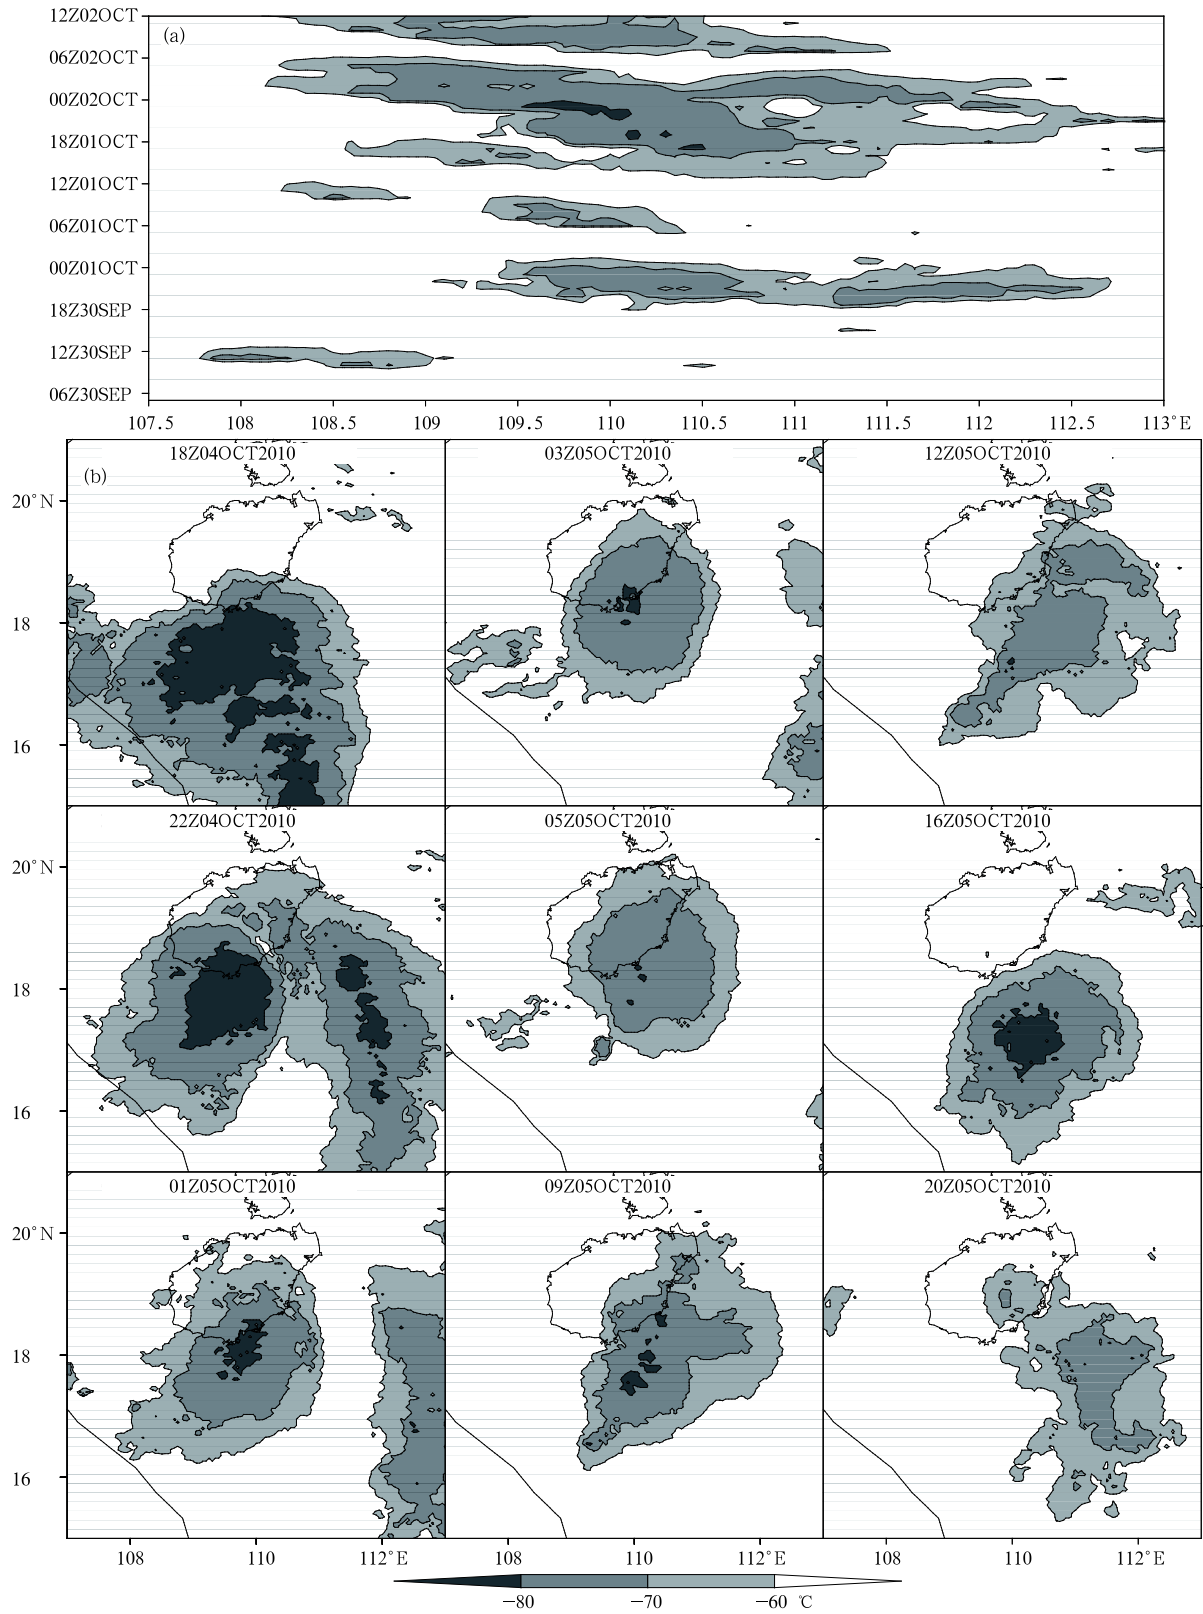 12Z02OCT
(a)
06Z02OCT
00Z02OCT
18Z01OCT
12Z01OCT
06Z01OCT
00Z01OCT
18Z30SEP
12Z30SEP
06Z30SEP
107.5 108 108.5 109 109.5 110 110.5 111 111.5 112 112.5 113°E
(b)
18Z04OCT2010 03Z05OCT2010 12Z05OCT2010
20°N
18
16
22Z04OCT2010 05Z05OCT2010 16Z05OCT2010
20°N
18
16
01Z05OCT2010 09Z05OCT2010 20Z05OCT2010
20°N
18
16
108 110 112°E 108 110 112°E 108 110 112°E
−80 −70 −60 ℃